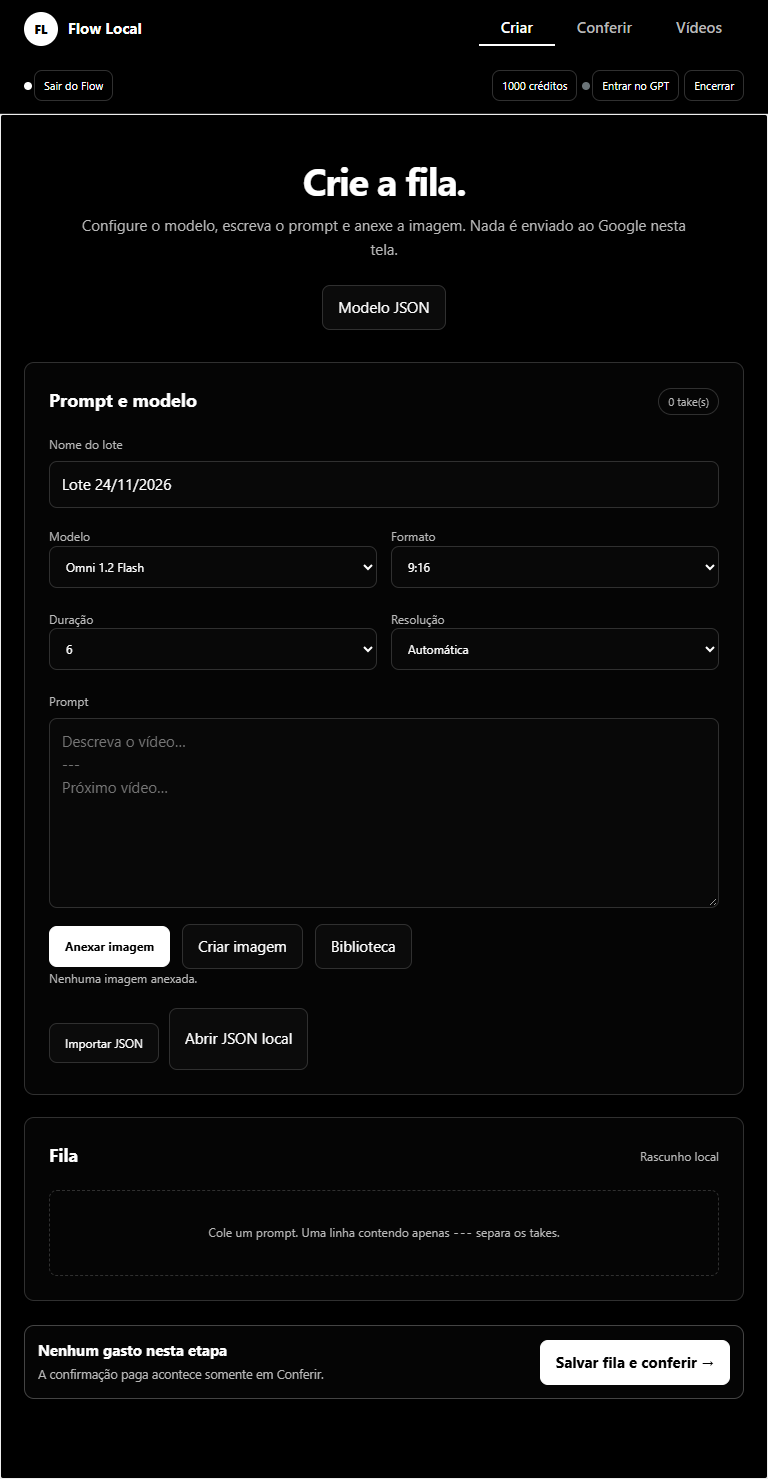 FL Flow Local Criar Conferir Vídeos
Sair do Flow 1000 créditos Entrar no GPT Encerrar
Crie a fila.
Configure o modelo, escreva o prompt e anexe a imagem. Nada é enviado ao Google nesta
tela.
Modelo JSON
Prompt e modelo 0 take(s)
Nome do lote
Lote 24/11/2026
Modelo Formato
Omni 1.2 Flash 9:16
Duração Resolução
6 Automática
Prompt
Descreva o vídeo...
---
Próximo vídeo...
Anexar imagem Criar imagem Biblioteca
Nenhuma imagem anexada.
Importar JSON Abrir JSON local
Fila Rascunho local
Cole um prompt. Uma linha contendo apenas --- separa os takes.
Nenhum gasto nesta etapa
A confirmação paga acontece somente em Conferir.
Salvar fila e conferir →